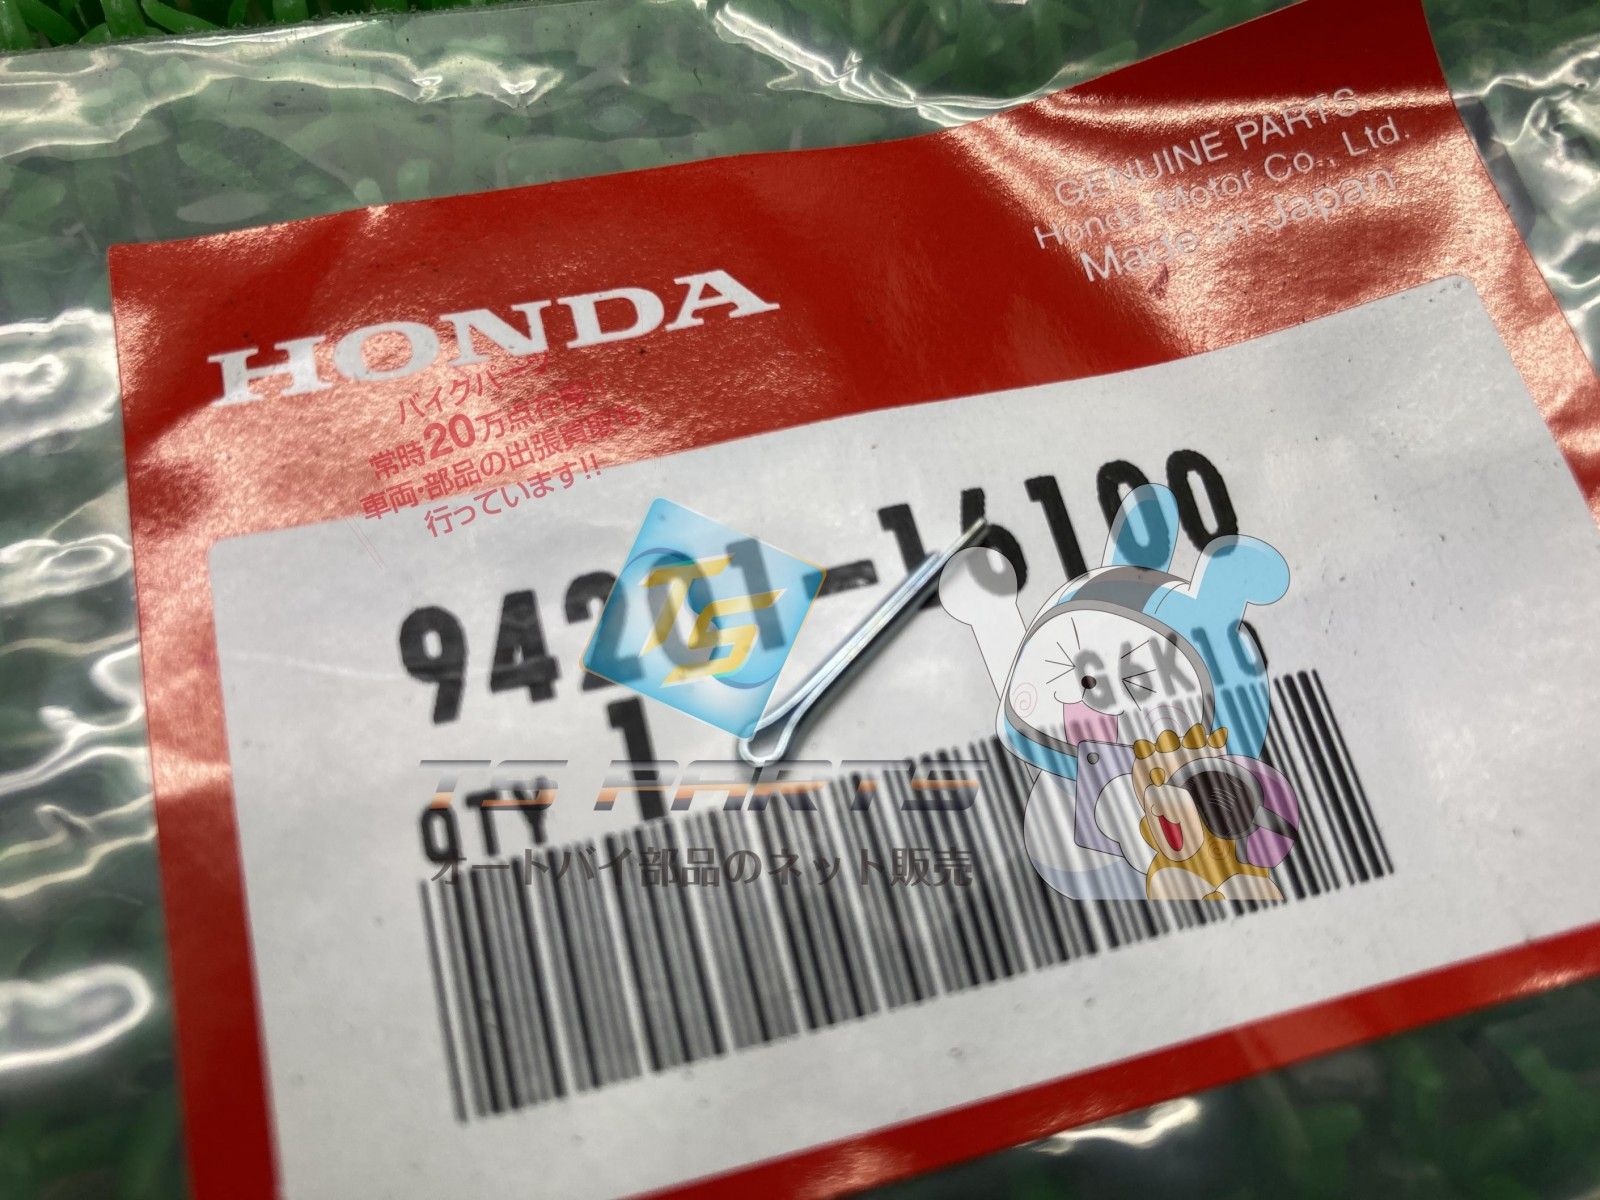 GENUINE PARTS
Honda Motor Co., Ltd.
Made in Japan
HONDA
バイクパーツ
常時20万点在庫!!
車両・部品の出張買取も
行っています!!
94201-16100
TS
G6K10
QTY 1
TS PARTS
オートバイ部品のネット販売